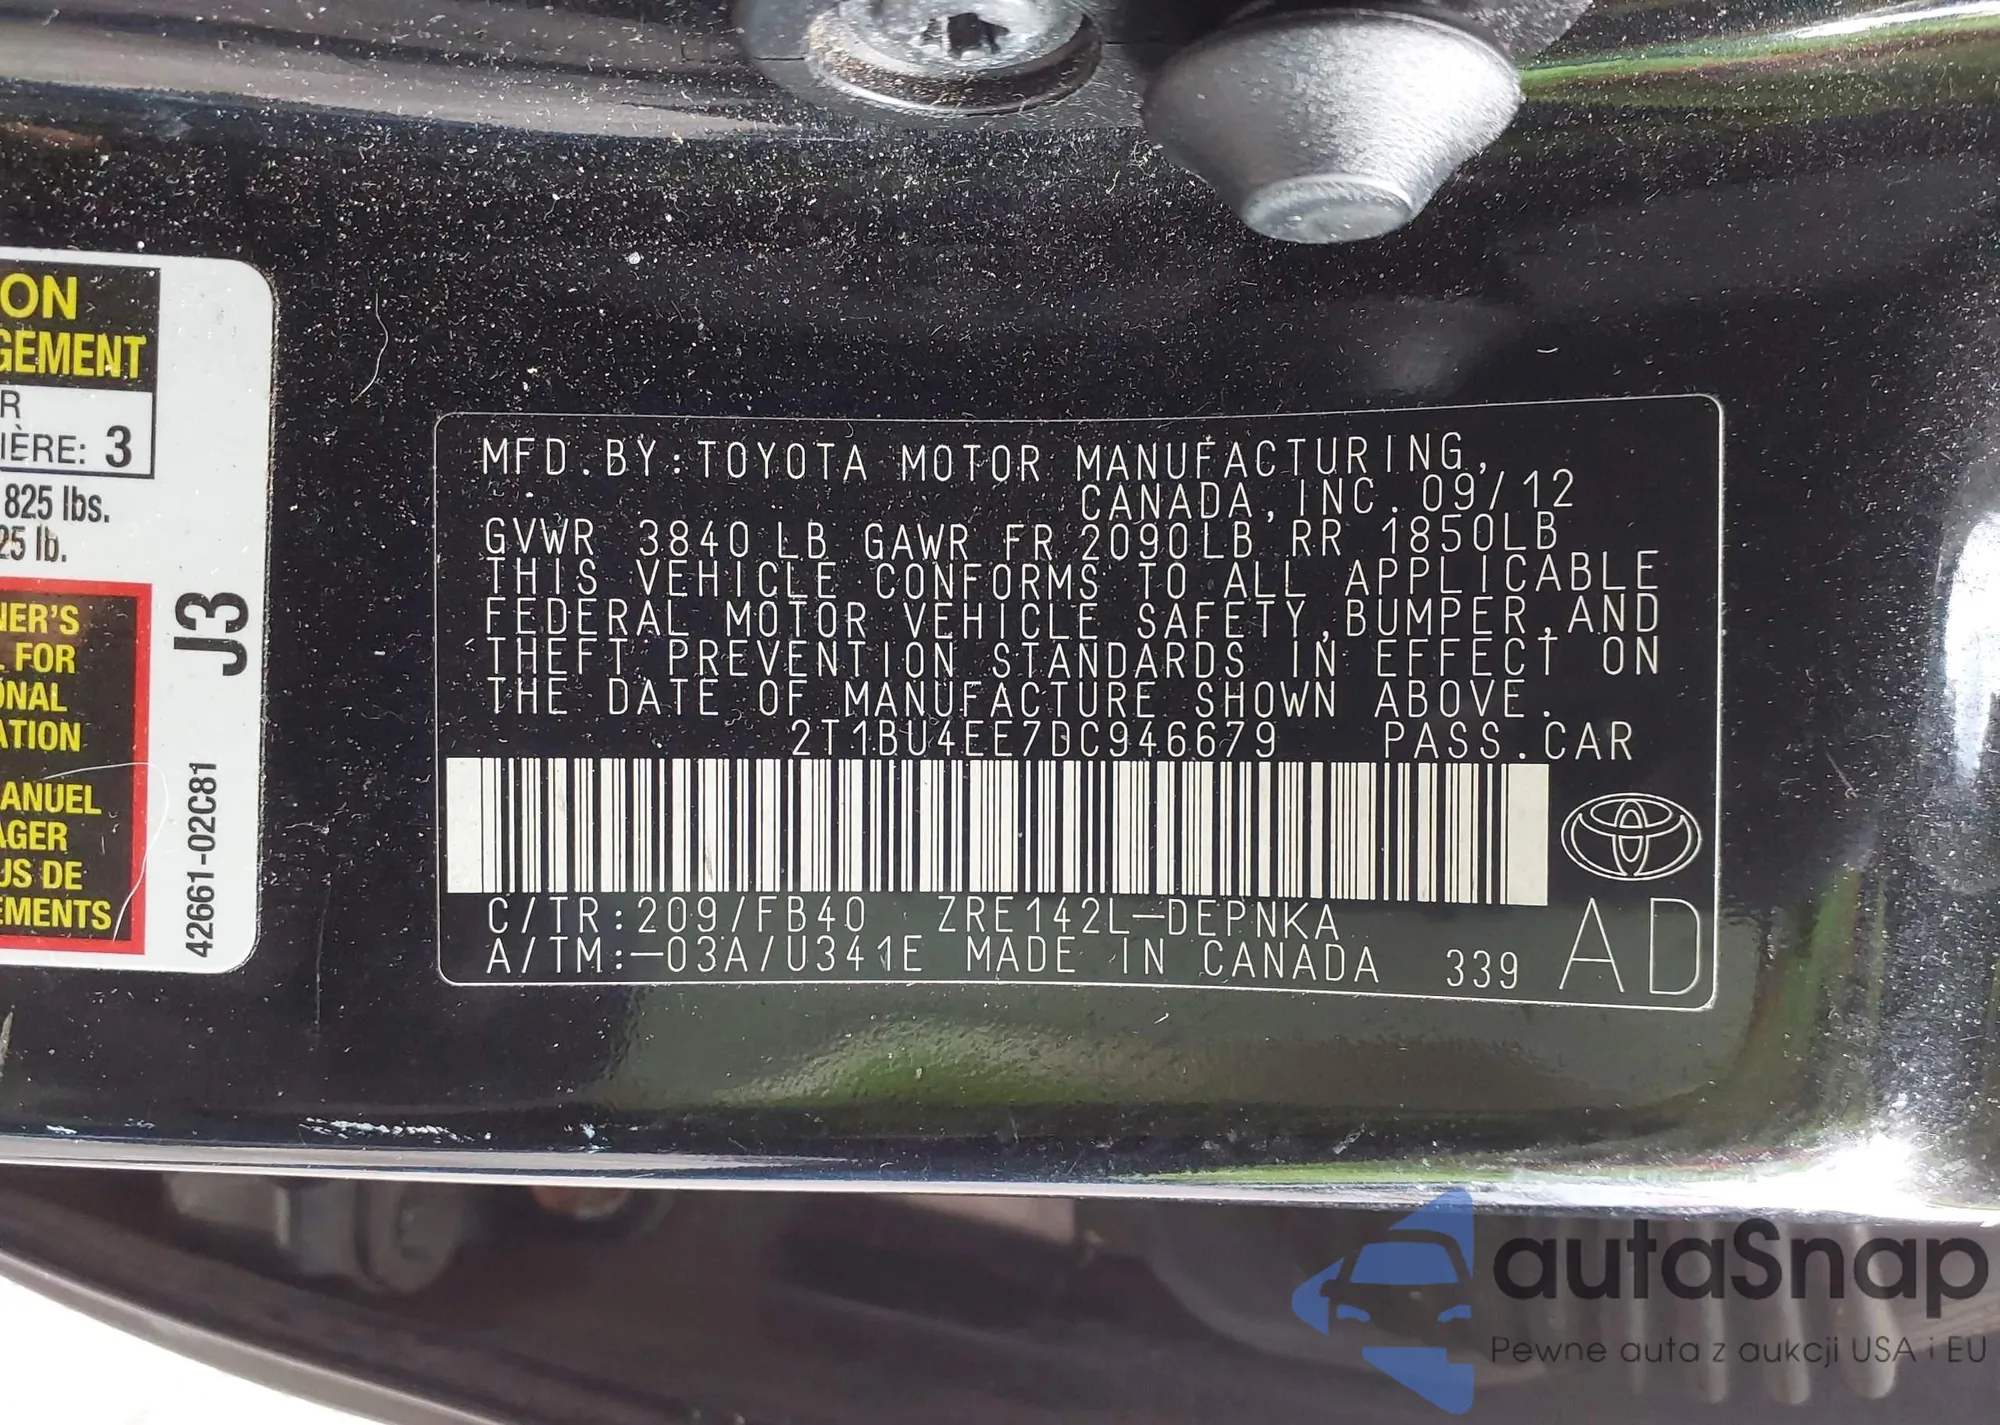 ON
GEMENT
R
IÈRE: 3
825 lbs.
25 lb.
NER'S
L FOR
ONAL
ATION
ANUEL
AGER
US DE
EMENTS
J3
42661-02C81
MFD.BY:TOYOTA MOTOR MANUFACTURING,
CANADA,INC.09/12
GVWR 3840LB GAWR FR 2090LB RR 1850LB
THIS VEHICLE CONFORMS TO ALL APPLICABLE
FEDERAL MOTOR VEHICLE SAFETY,BUMPER,AND
THEFT PREVENTION STANDARDS IN EFFECT ON
THE DATE OF MANUFACTURE SHOWN ABOVE.
2T1BU4EE7DC946679 PASS.CAR
C/TR:209/FB40 ZRE142L-DEPNKA
A/TM:-03A/U341E MADE IN CANADA 339 AD
autaSnap
Pewne auta z aukcji USA i EU